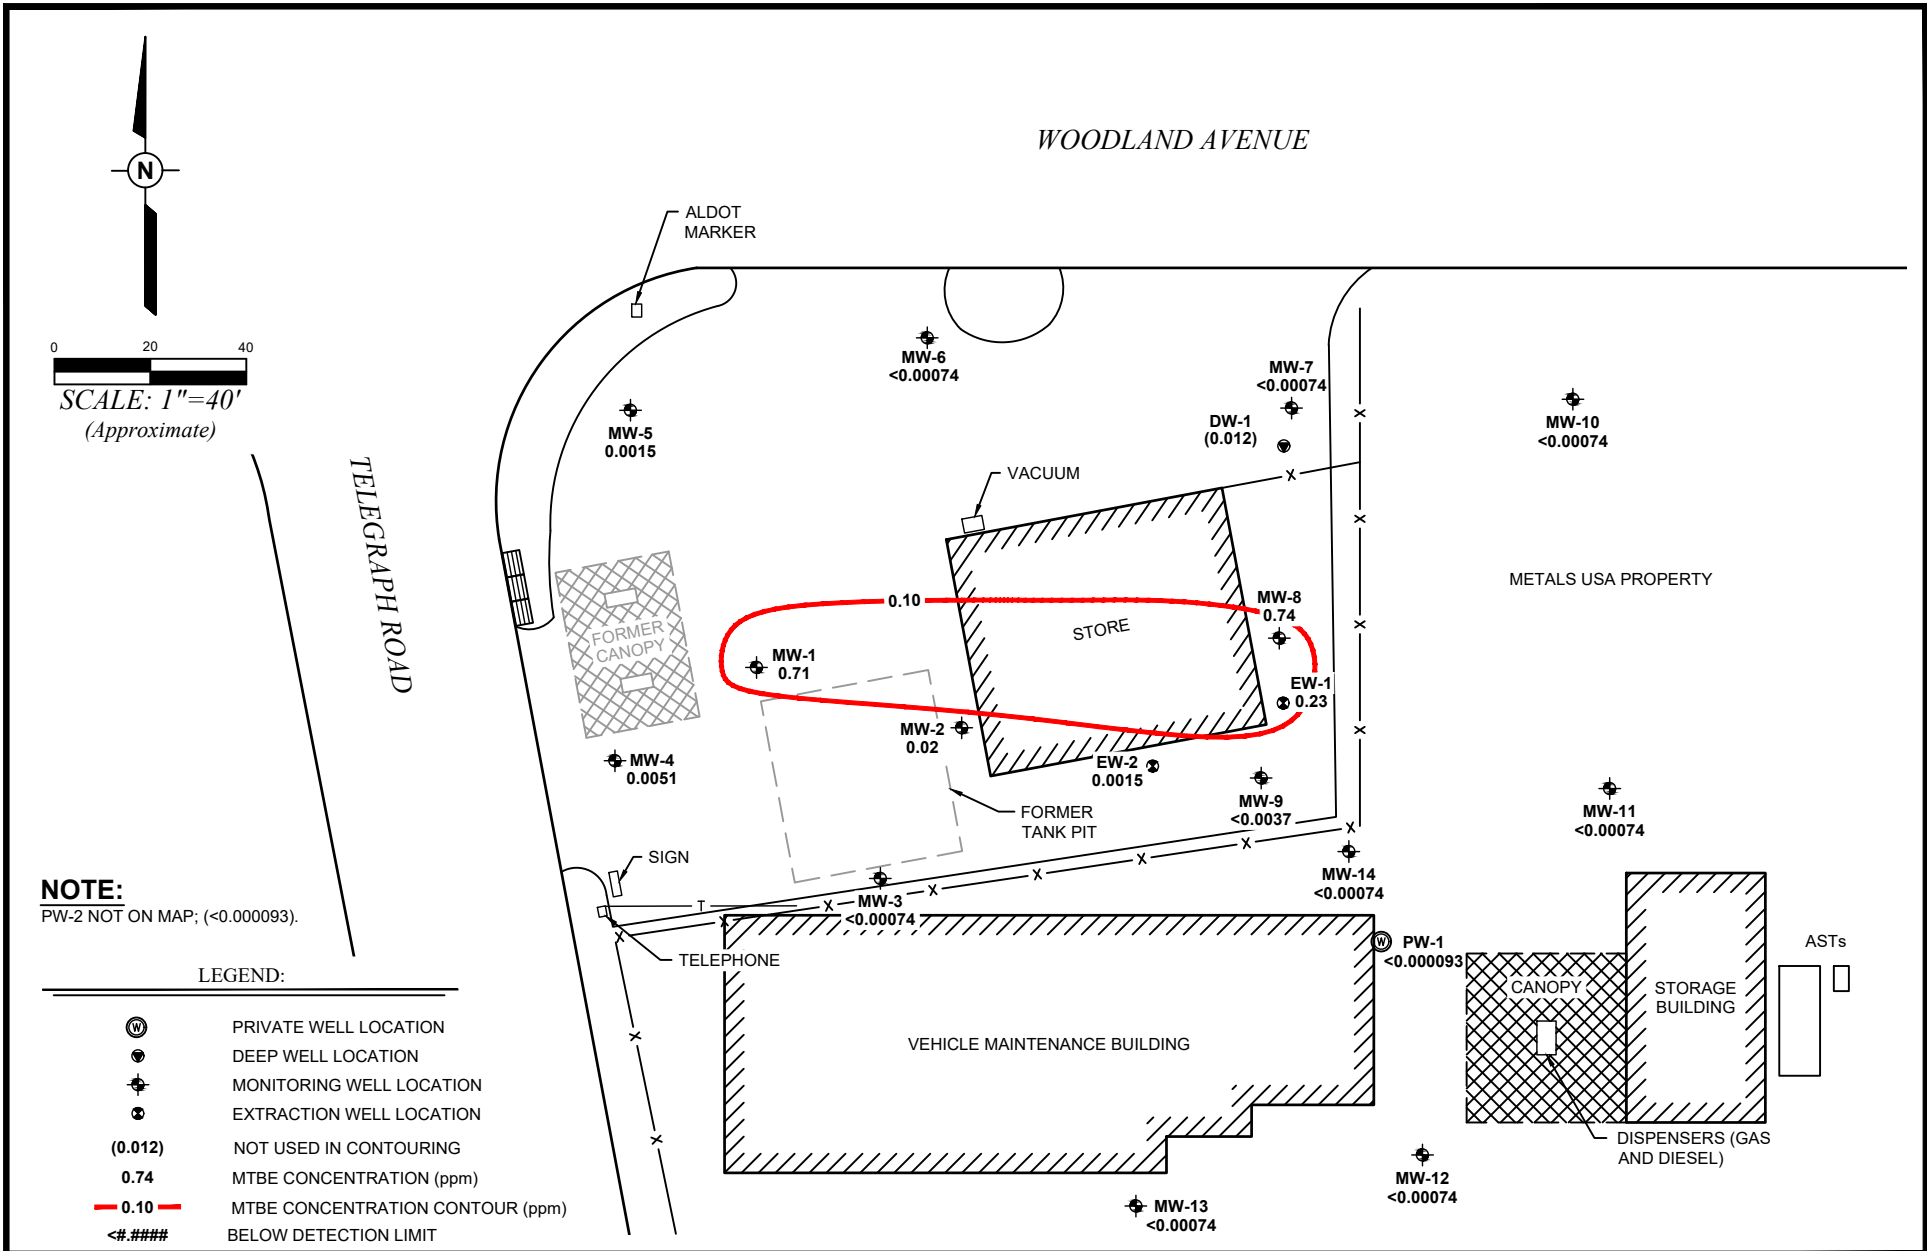 WOODLAND AVENUE
N
ALDOT
MARKER
0 20 40
SCALE: 1"=40'
(Approximate)
TELEGRAPH ROAD
MW-6
<0.00074
MW-7
<0.00074
DW-1
(0.012)
MW-5
0.0015
MW-10
<0.00074
VACUUM
METALS USA PROPERTY
0.10
MW-8
0.74
STORE
FORMER
CANOPY
MW-1
0.71
EW-1
0.23
MW-2
0.02
MW-4
0.0051
EW-2
0.0015
MW-9
<0.0037
MW-11
<0.00074
FORMER
TANK PIT
SIGN
MW-14
<0.00074
T
MW-3
<0.00074
TELEPHONE
PW-1
<0.000093
W
ASTs
CANOPY
STORAGE
BUILDING
VEHICLE MAINTENANCE BUILDING
DISPENSERS (GAS
AND DIESEL)
MW-12
<0.00074
MW-13
<0.00074
NOTE:
PW-2 NOT ON MAP; (<0.000093).
LEGEND:
W PRIVATE WELL LOCATION
DEEP WELL LOCATION
MONITORING WELL LOCATION
EXTRACTION WELL LOCATION
(0.012) NOT USED IN CONTOURING
0.74 MTBE CONCENTRATION (ppm)
0.10 MTBE CONCENTRATION CONTOUR (ppm)
<#.#### BELOW DETECTION LIMIT